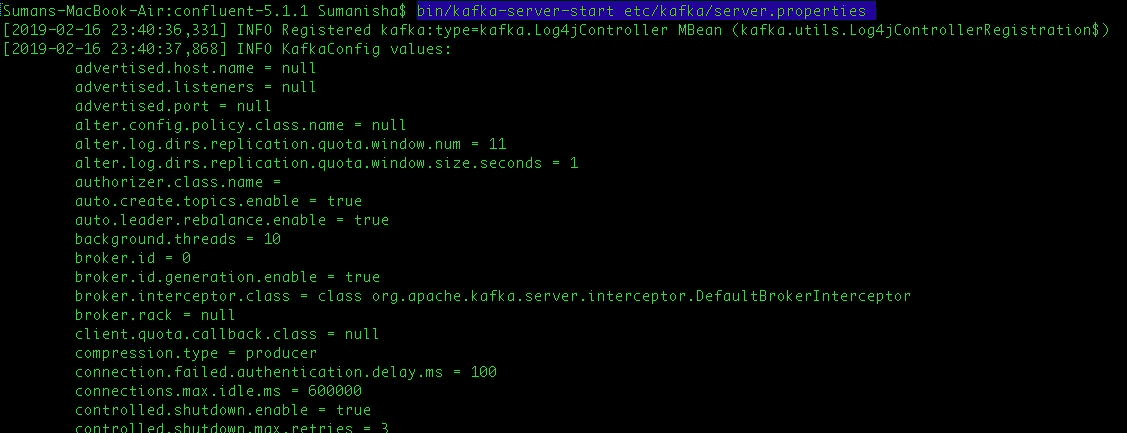 Sumans-MacBook-Air:confluent-5.1.1 Sumanisha$ bin/kafka-server-start etc/kafka/server.properties
[2019-02-16 23:40:36,331] INFO Registered kafka:type=kafka.Log4jController MBean (kafka.utils.Log4jControllerRegistration$)
[2019-02-16 23:40:37,868] INFO KafkaConfig values:
advertised.host.name = null
advertised.listeners = null
advertised.port = null
alter.config.policy.class.name = null
alter.log.dirs.replication.quota.window.num = 11
alter.log.dirs.replication.quota.window.size.seconds = 1
authorizer.class.name =
auto.create.topics.enable = true
auto.leader.rebalance.enable = true
background.threads = 10
broker.id = 0
broker.id.generation.enable = true
broker.interceptor.class = class org.apache.kafka.server.interceptor.DefaultBrokerInterceptor
broker.rack = null
client.quota.callback.class = null
compression.type = producer
connection.failed.authentication.delay.ms = 100
connections.max.idle.ms = 600000
controlled.shutdown.enable = true
controlled.shutdown.max.retries = 3